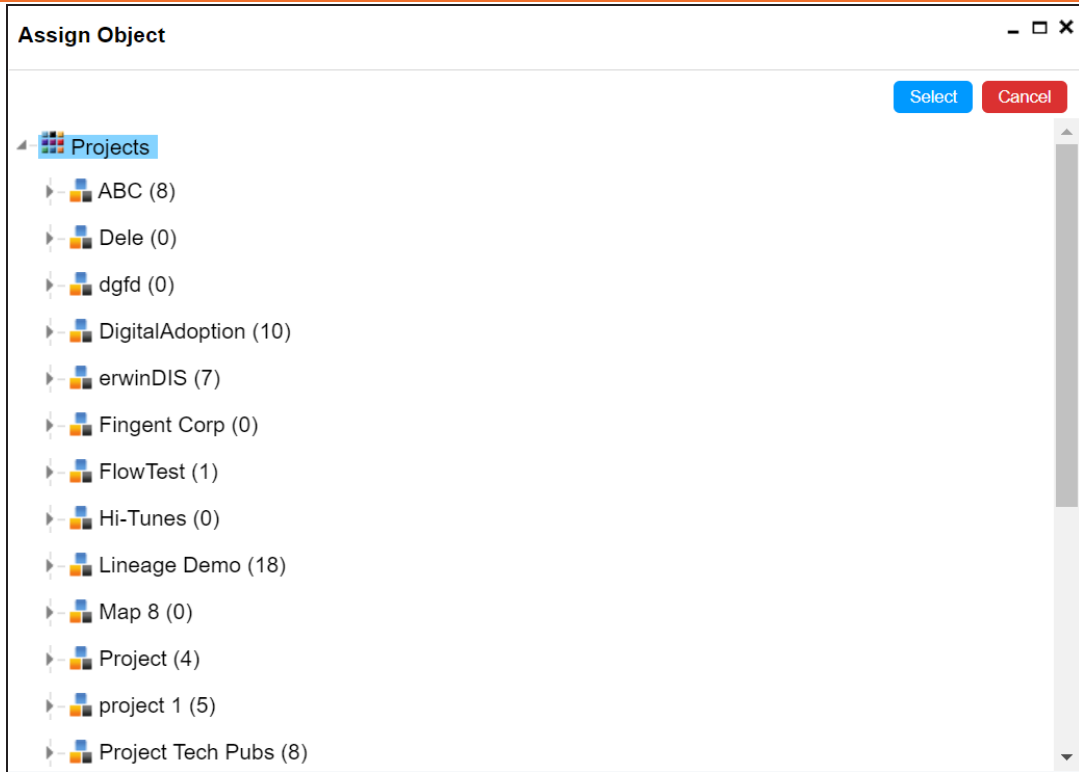 Assign Object
Select Cancel
Projects
ABC (8)
Dele (0)
dgfd (0)
DigitalAdoption (10)
erwinDIS (7)
Fingent Corp (0)
FlowTest (1)
Hi-Tunes (0)
Lineage Demo (18)
Map 8 (0)
Project (4)
project 1 (5)
Project Tech Pubs (8)